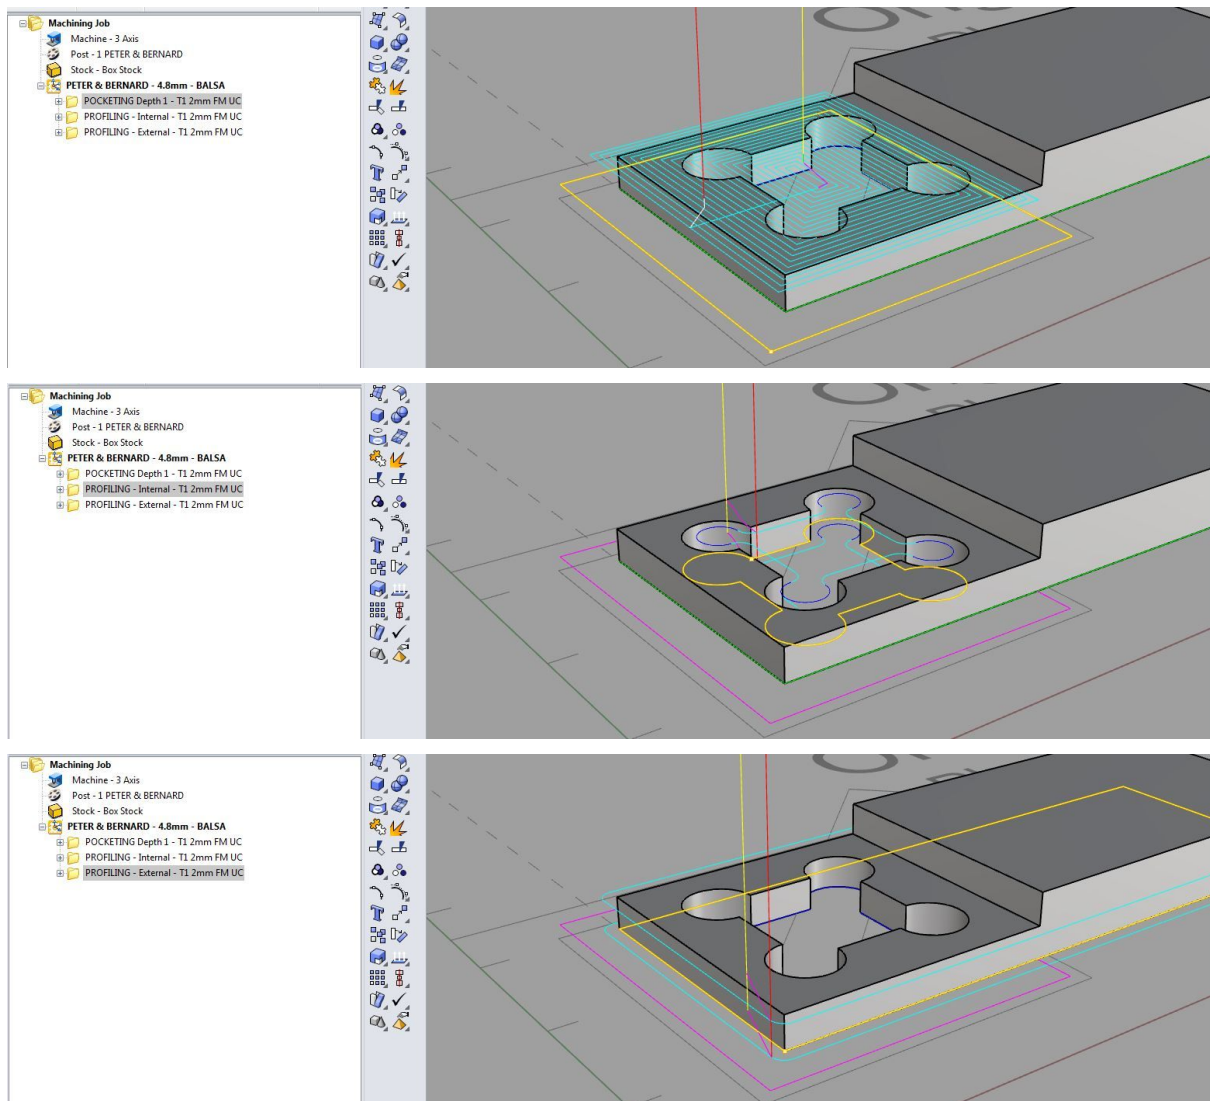 Machining Job
Machine - 3 Axis
Post - 1 PETER & BERNARD
Stock - Box Stock
PETER & BERNARD - 4.8mm - BALSA
POCKETING Depth 1 - T1 2mm FM UC
PROFILING - Internal - T1 2mm FM UC
PROFILING - External - T1 2mm FM UC
Machining Job
Machine - 3 Axis
Post - 1 PETER & BERNARD
Stock - Box Stock
PETER & BERNARD - 4.8mm - BALSA
POCKETING Depth 1 - T1 2mm FM UC
PROFILING - Internal - T1 2mm FM UC
PROFILING - External - T1 2mm FM UC
Machining Job
Machine - 3 Axis
Post - 1 PETER & BERNARD
Stock - Box Stock
PETER & BERNARD - 4.8mm - BALSA
POCKETING Depth 1 - T1 2mm FM UC
PROFILING - Internal - T1 2mm FM UC
PROFILING - External - T1 2mm FM UC